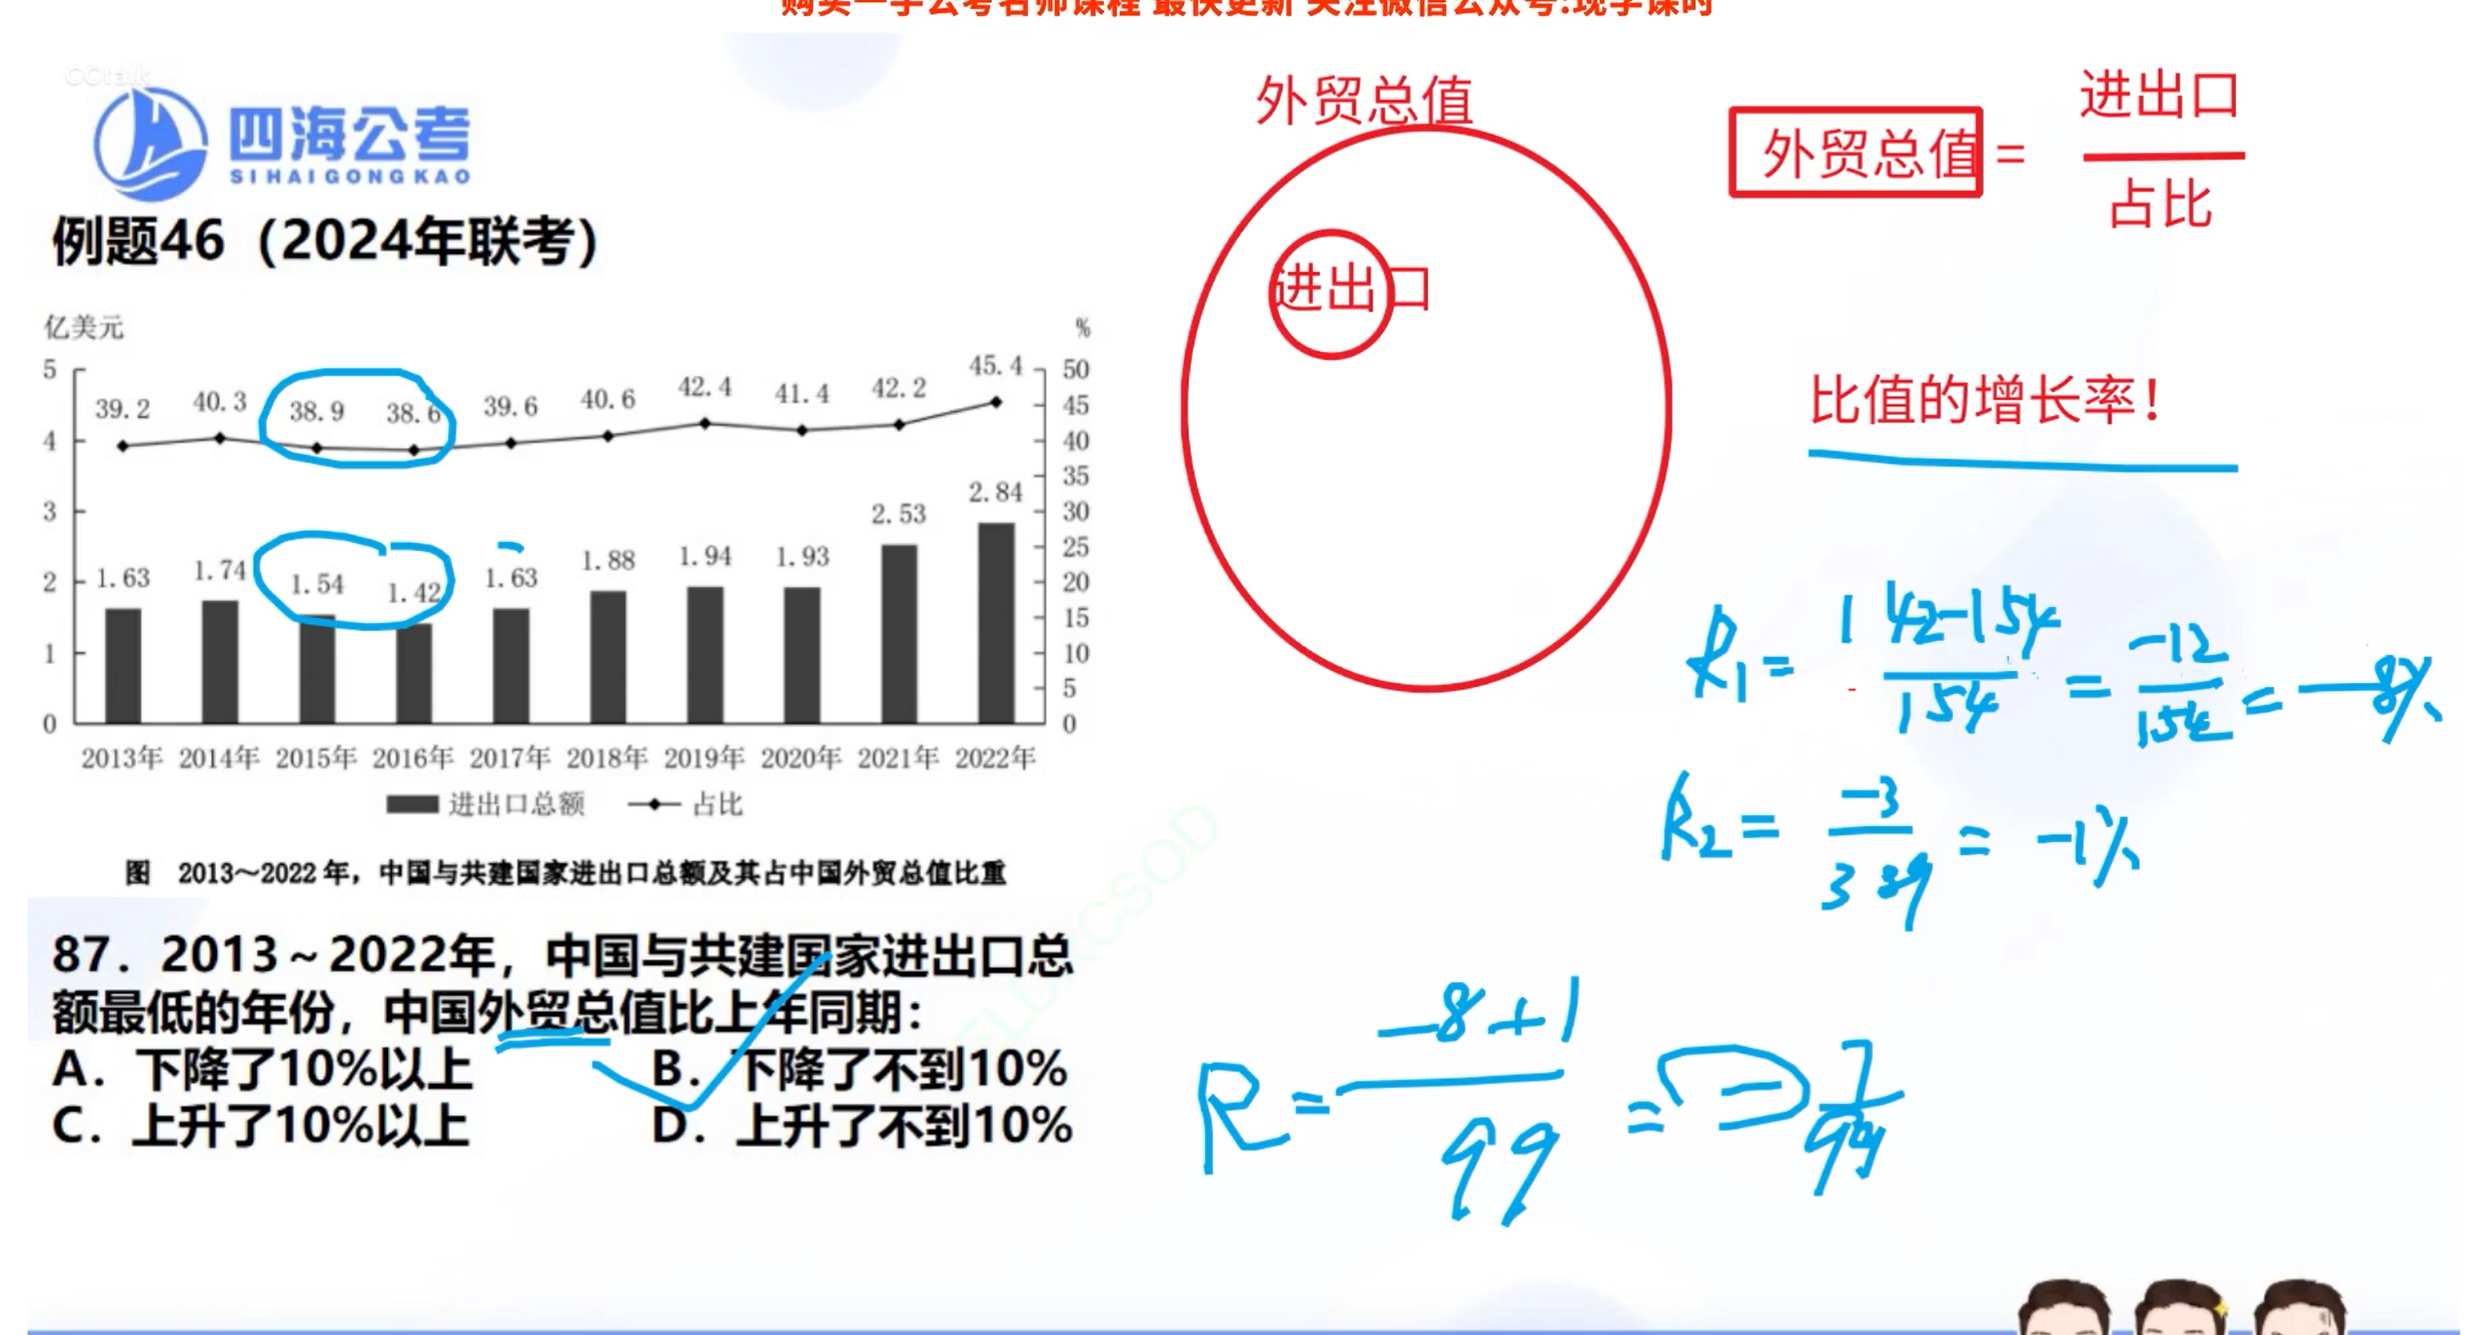 购买一手公考名师课程 最快更新 关注微信公众号:现学课时
CCtalk
四海公考
SIHAIGONGKAO
例题46（2024年联考）
亿美元
%
5
4
3
2
1
0
50
45
40
35
30
25
20
15
10
5
0
39.2 40.3 38.9 38.6 39.6 40.6 42.4 41.4 42.2 45.4
1.63 1.74 1.54 1.42 1.63 1.88 1.94 1.93 2.53 2.84
2013年 2014年 2015年 2016年 2017年 2018年 2019年 2020年 2021年 2022年
进出口总额 占比
图 2013～2022年，中国与共建国家进出口总额及其占中国外贸总值比重
87．2013～2022年，中国与共建国家进出口总
额最低的年份，中国外贸总值比上年同期：
A．下降了10%以上 B．下降了不到10%
C．上升了10%以上 D．上升了不到10%
外贸总值
进出口
外贸总值 =
进出口
占比
比值的增长率！
R1= 142-154/154 = -12/154 = -8%
R2= -3/389 = -1%
R= -8+1/99 = - 7/99